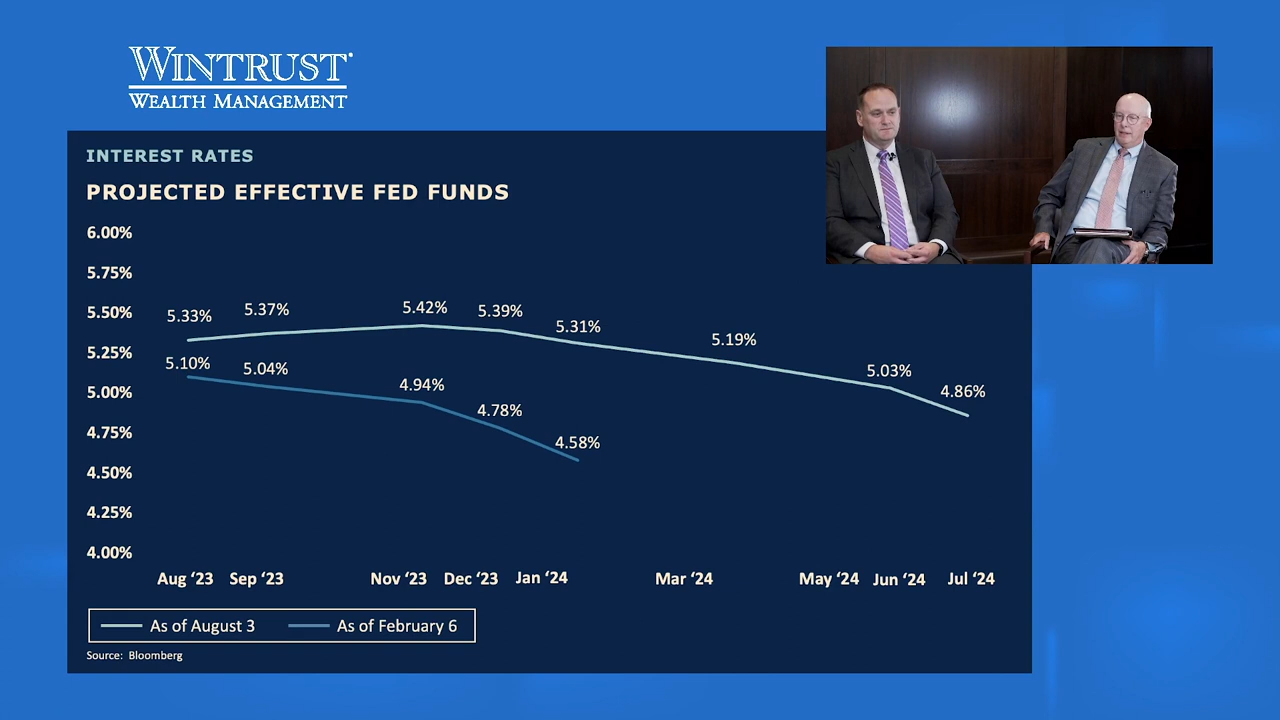 WINTRUST®
WEALTH MANAGEMENT
INTEREST RATES
PROJECTED EFFECTIVE FED FUNDS
6.00%
5.75%
5.50%
5.25%
5.00%
4.75%
4.50%
4.25%
4.00%
5.33% 5.37% 5.42% 5.39% 5.31% 5.19% 5.03% 4.86%
5.10% 5.04% 4.94% 4.78% 4.58%
Aug ‘23 Sep ‘23 Nov ‘23 Dec ‘23 Jan ‘24 Mar ‘24 May ‘24 Jun ‘24 Jul ‘24
As of August 3 As of February 6
Source: Bloomberg